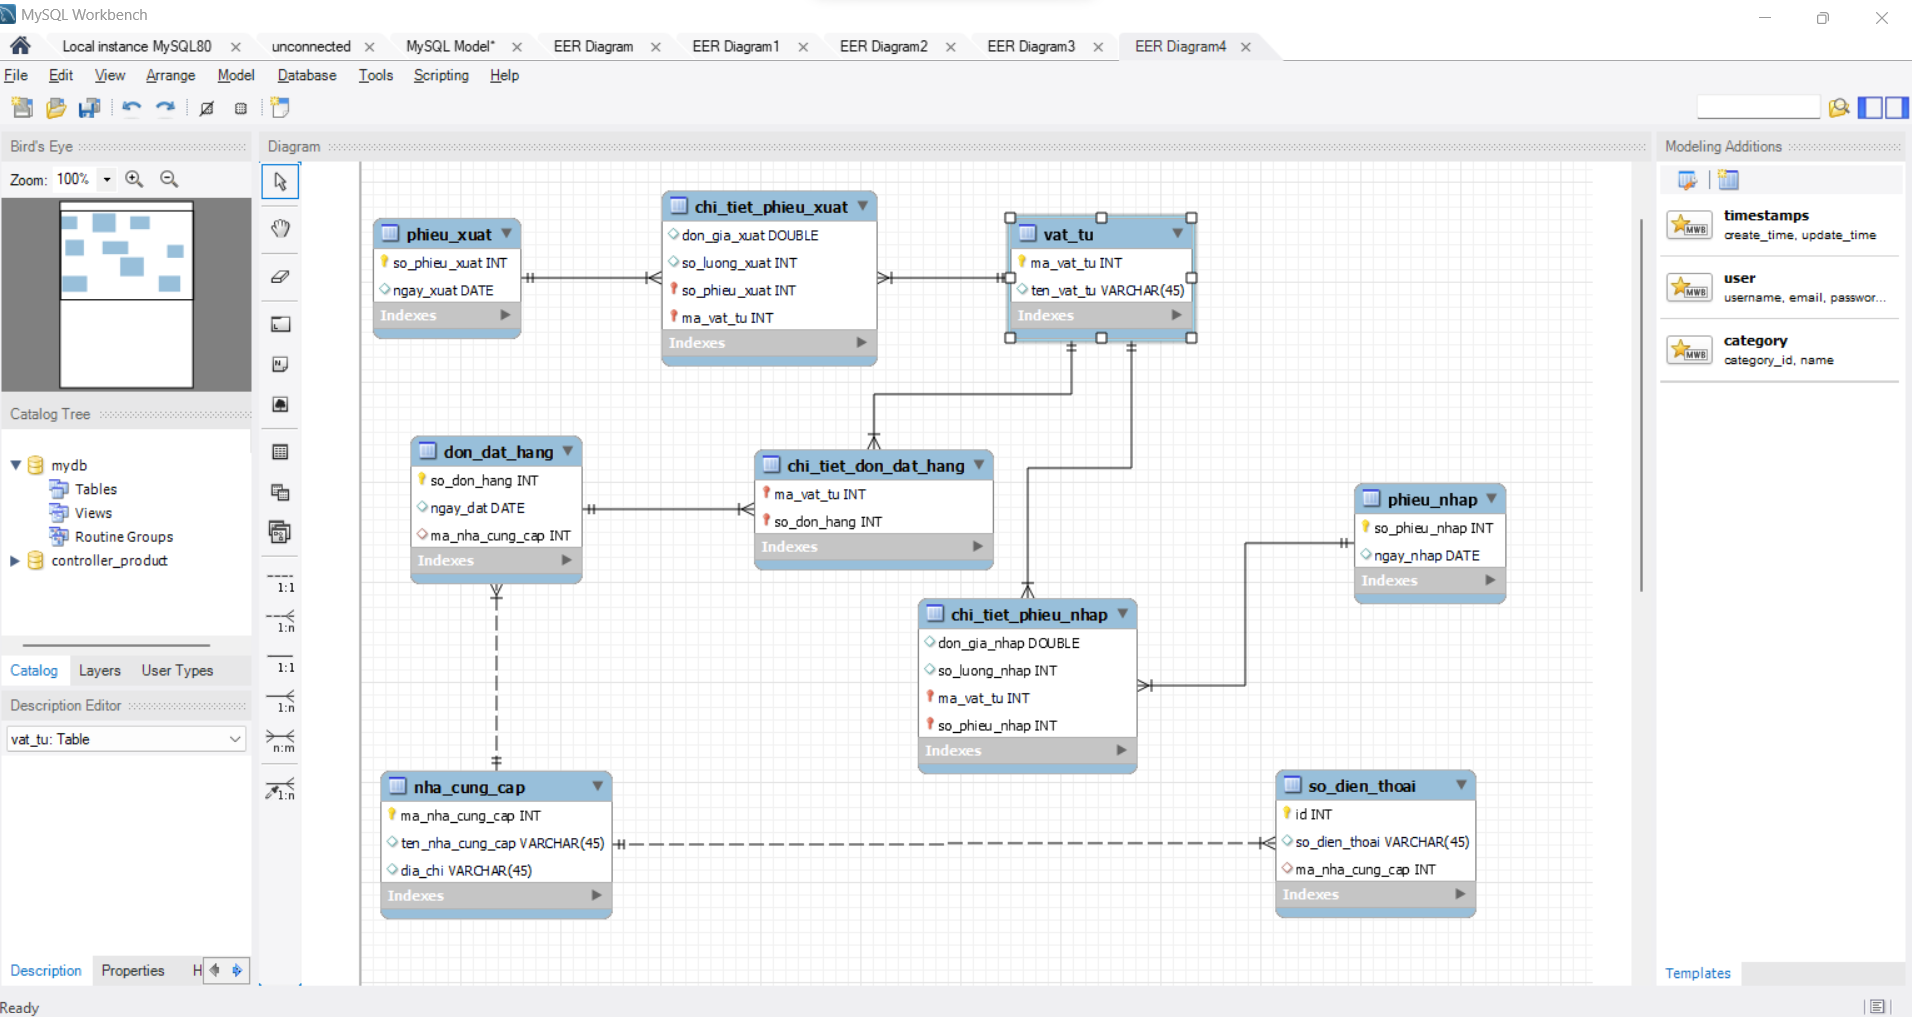 MySQL Workbench
Local instance MySQL80
unconnected
MySQL Model*
EER Diagram
EER Diagram1
EER Diagram2
EER Diagram3
EER Diagram4
File Edit View Arrange Model Database Tools Scripting Help
Bird's Eye
Zoom: 100%
Catalog Tree
mydb
Tables
Views
Routine Groups
controller_product
Catalog Layers User Types
Description Editor
vat_tu: Table
Description Properties H
Ready
Diagram
1:1
1:n
1:1
1:n
n:m
1:n
phieu_xuat
so_phieu_xuat INT
ngay_xuat DATE
Indexes
chi_tiet_phieu_xuat
don_gia_xuat DOUBLE
so_luong_xuat INT
so_phieu_xuat INT
ma_vat_tu INT
Indexes
vat_tu
ma_vat_tu INT
ten_vat_tu VARCHAR(45)
Indexes
don_dat_hang
so_don_hang INT
ngay_dat DATE
ma_nha_cung_cap INT
Indexes
chi_tiet_don_dat_hang
ma_vat_tu INT
so_don_hang INT
Indexes
phieu_nhap
so_phieu_nhap INT
ngay_nhap DATE
Indexes
chi_tiet_phieu_nhap
don_gia_nhap DOUBLE
so_luong_nhap INT
ma_vat_tu INT
so_phieu_nhap INT
Indexes
nha_cung_cap
ma_nha_cung_cap INT
ten_nha_cung_cap VARCHAR(45)
dia_chi VARCHAR(45)
Indexes
so_dien_thoai
id INT
so_dien_thoai VARCHAR(45)
ma_nha_cung_cap INT
Indexes
Modeling Additions
MWB
timestamps
create_time, update_time
MWB
user
username, email, passwor...
MWB
category
category_id, name
Templates